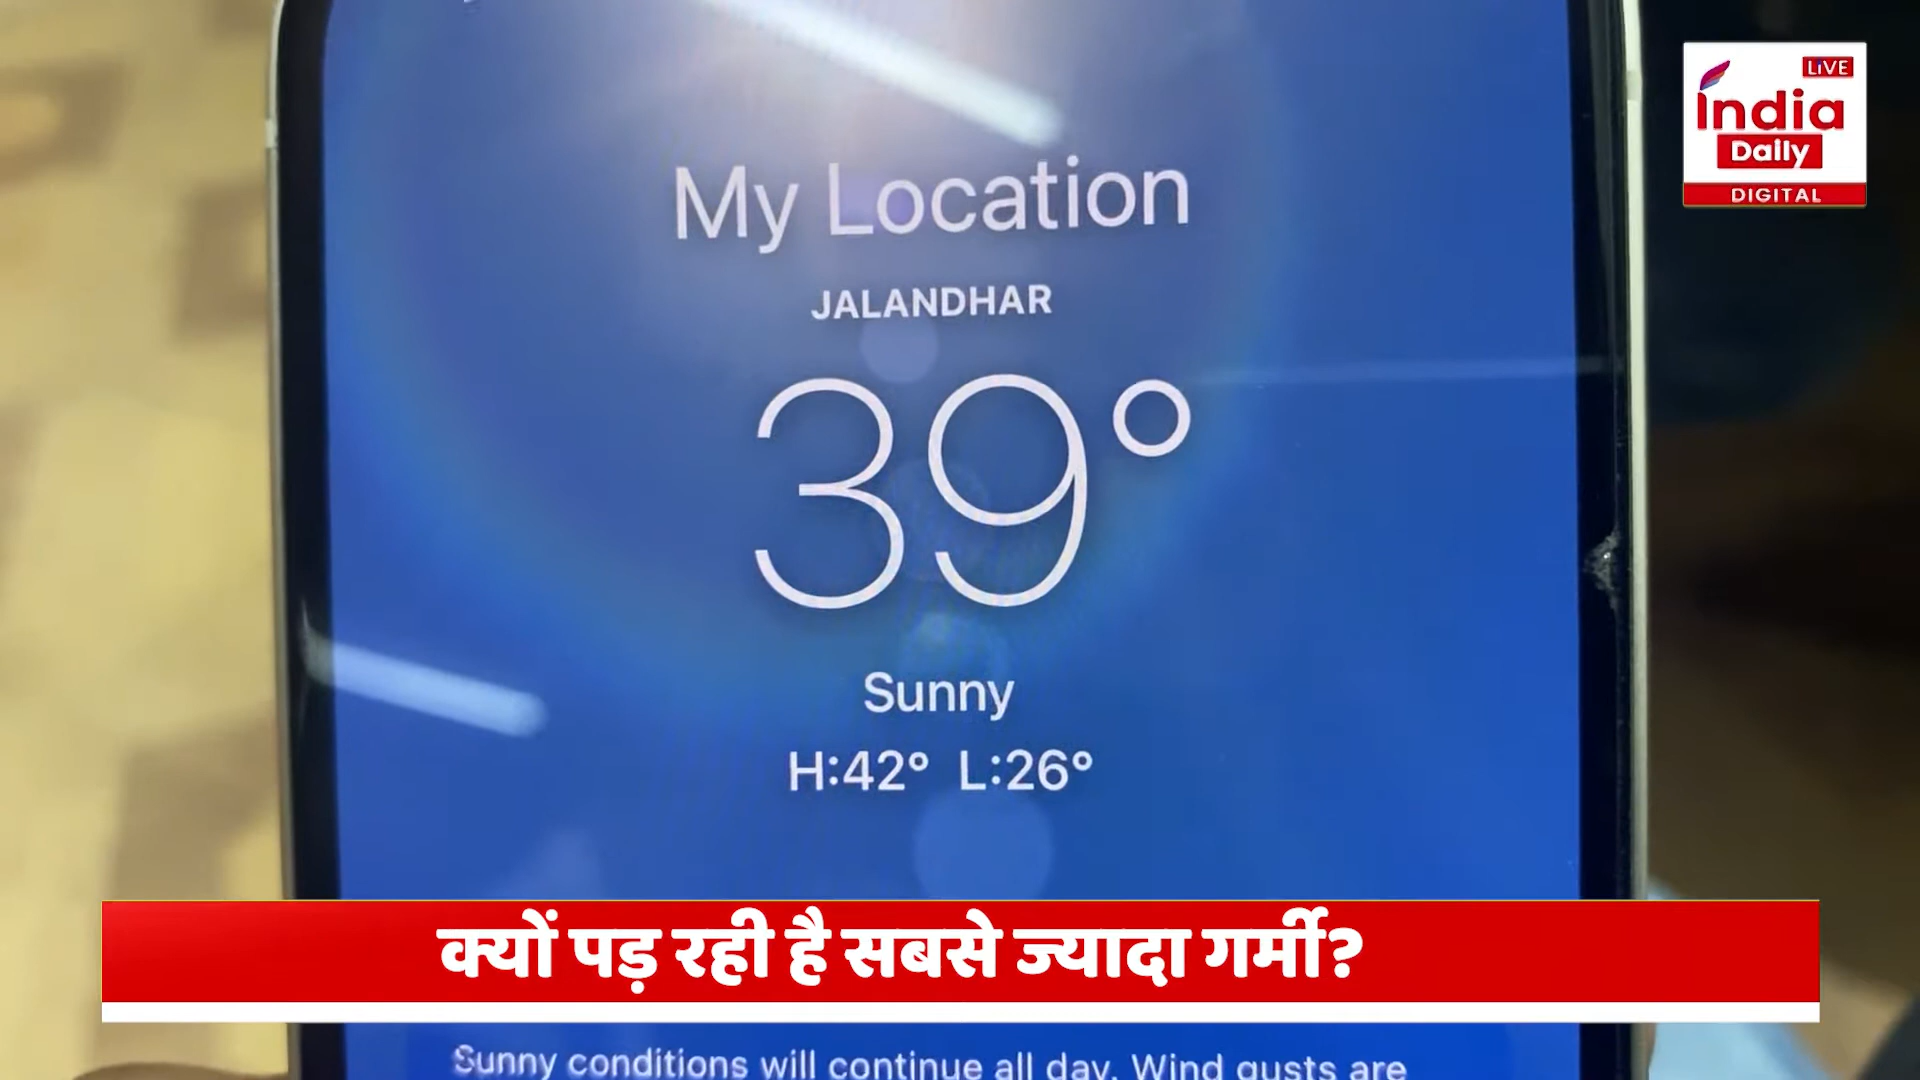 LIVE
India
Daily
DIGITAL
My Location
JALANDHAR
39°
Sunny
H:42° L:26°
क्यों पड़ रही है सबसे ज्यादा गर्मी?
Sunny conditions will continue all day. Wind gusts are